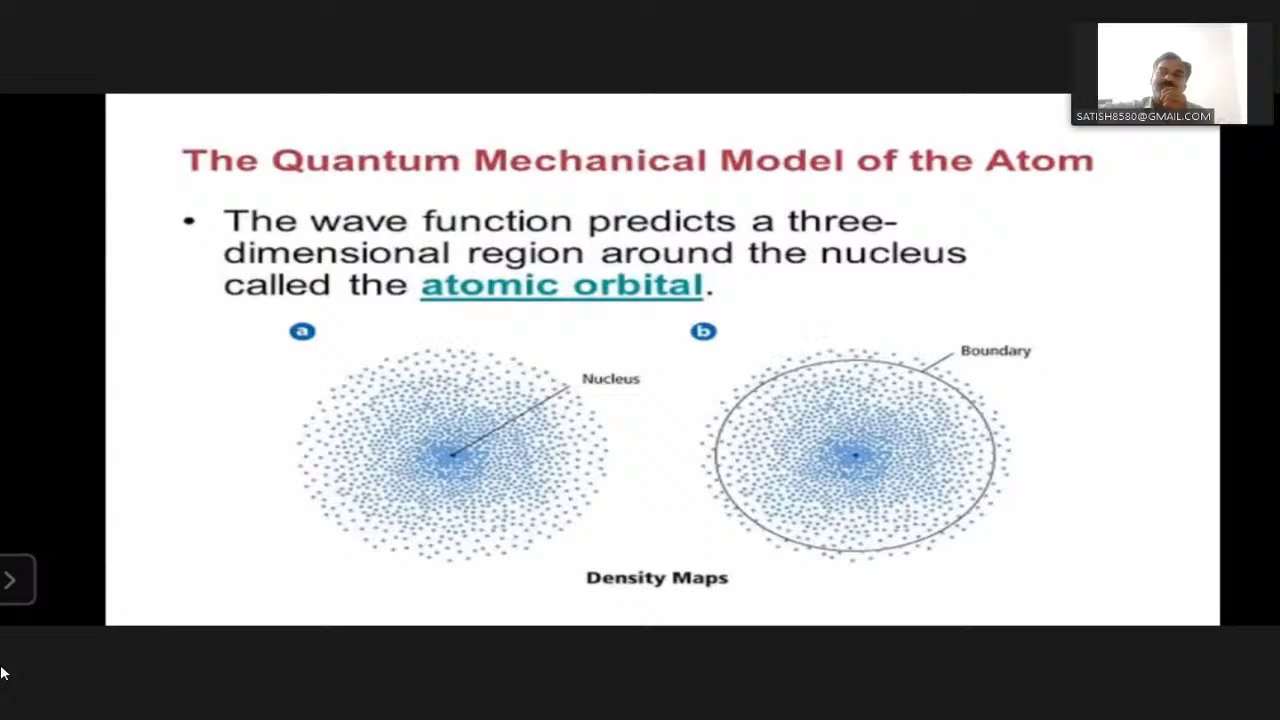 SATISH8580@GMAIL.COM
The Quantum Mechanical Model of the Atom
• The wave function predicts a three-
dimensional region around the nucleus
called the atomic orbital.
a
b
Boundary
Nucleus
Density Maps